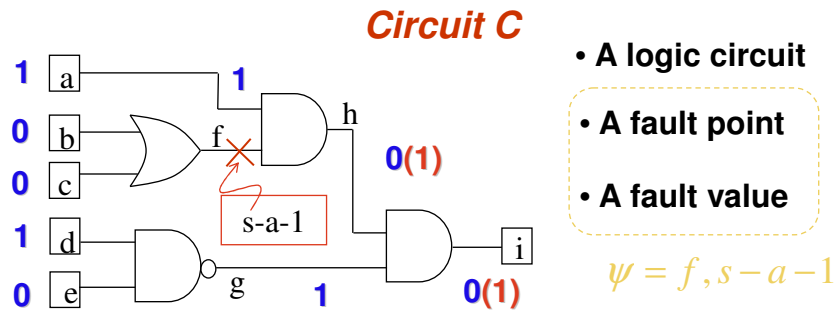 Circuit C
• A logic circuit
• A fault point
• A fault value
ψ = f, s − a − 1
1 a 1
0 b f h
0 c 0(1)
s-a-1
1 d i
0 e g 1 0(1)